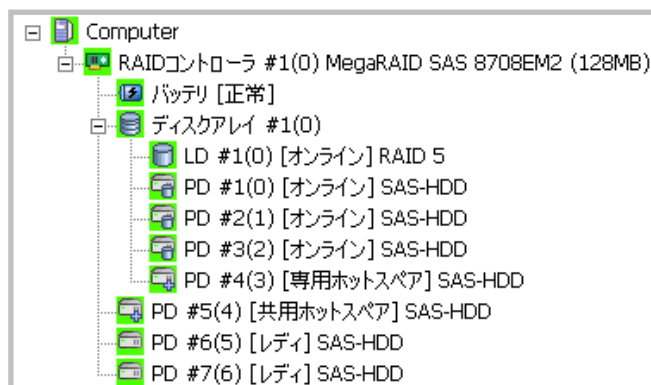 Computer
RAIDコントローラ #1(0) MegaRAID SAS 8708EM2 (128MB)
バッテリ [正常]
ディスクアレイ #1(0)
LD #1(0) [オンライン] RAID 5
PD #1(0) [オンライン] SAS-HDD
PD #2(1) [オンライン] SAS-HDD
PD #3(2) [オンライン] SAS-HDD
PD #4(3) [専用ホットスペア] SAS-HDD
PD #5(4) [共用ホットスペア] SAS-HDD
PD #6(5) [レディ] SAS-HDD
PD #7(6) [レディ] SAS-HDD